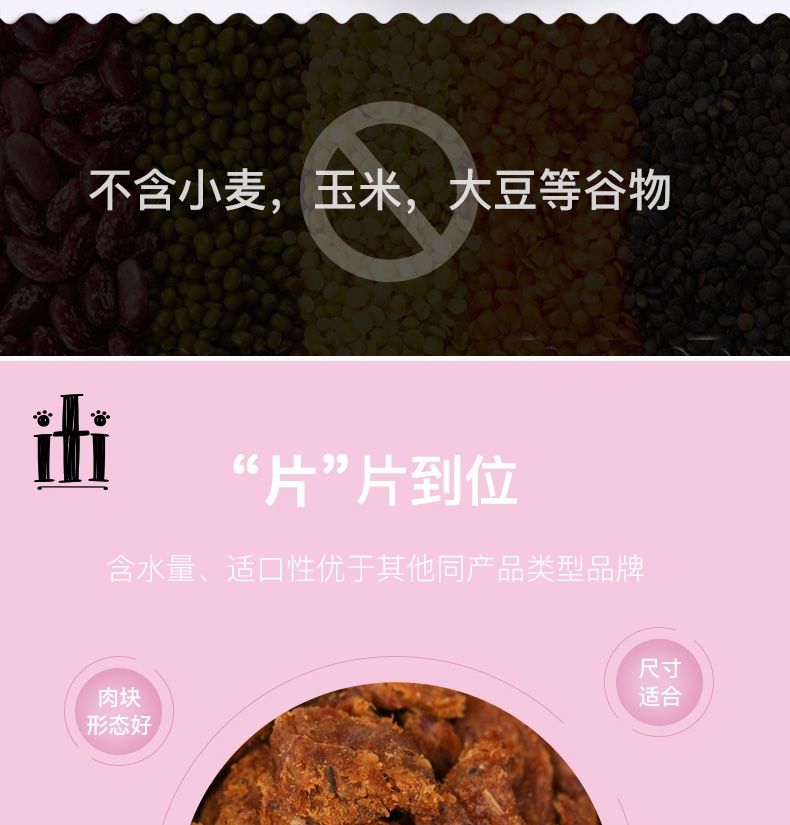 不含小麦，玉米，大豆等谷物
iti
“片”片到位
含水量、适口性优于其他同产品类型品牌
尺寸
适合
肉块
形态好